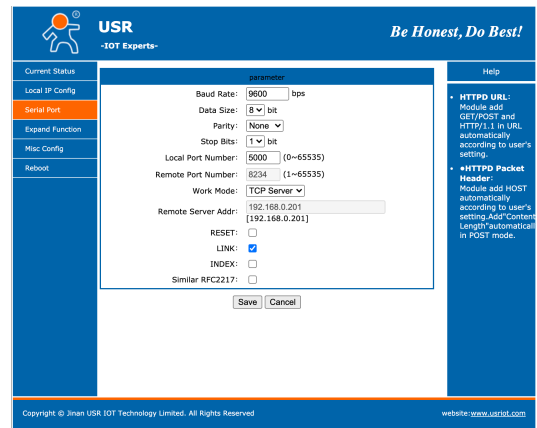 ®
USR
-IOT Experts-
Be Honest, Do Best!
Current Status
Local IP Config
Serial Port
Expand Function
Misc Config
Reboot
parameter
Baud Rate: 9600 bps
Data Size: 8 bit
Parity: None
Stop Bits: 1 bit
Local Port Number: 5000 (0~65535)
Remote Port Number: 8234 (1~65535)
Work Mode: TCP Server
Remote Server Addr: 192.168.0.201
[192.168.0.201]
RESET:
LINK:
INDEX:
Similar RFC2217:
Save Cancel
Help
• HTTPD URL:
Module add
GET/POST and
HTTP/1.1 in URL
automatically
according to user's
setting.
• •HTTPD Packet
Header:
Module add HOST
automatically
according to user's
setting.Add"Content
Length"automaticall
in POST mode.
Copyright © Jinan USR IOT Technology Limited. All Rights Reserved
website:www.usriot.com